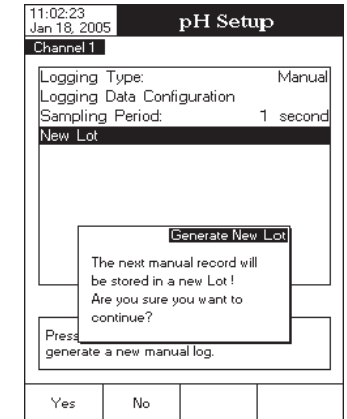 11:02:23
Jan 18, 2005
pH Setup
Channel 1
Logging Type: Manual
Logging Data Configuration
Sampling Period: 1 second
New Lot
Generate New Lot
The next manual record will
be stored in a new Lot !
Are you sure you want to
continue?
Press
generate a new manual log.
Yes No